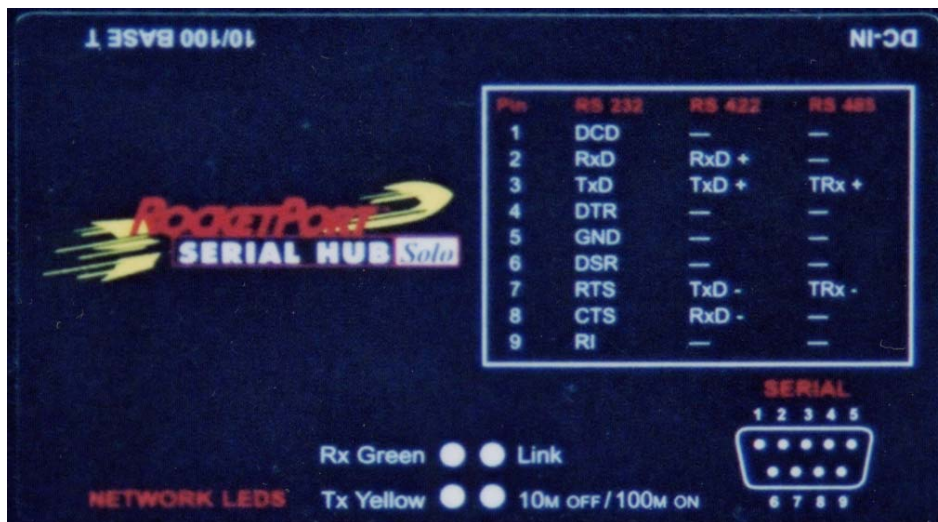 10/100 BASE T
DC-IN
Pin RS 232 RS 422 RS 485
1 DCD — —
2 RxD RxD + —
3 TxD TxD + TRx +
4 DTR — —
5 GND — —
6 DSR — —
7 RTS TxD - TRx -
8 CTS RxD - —
9 RI — —
ROCKETPORT
SERIAL HUB Solo
SERIAL
1 2 3 4 5
6 7 8 9
Rx Green Link
NETWORK LEDS Tx Yellow 10M OFF/100M ON